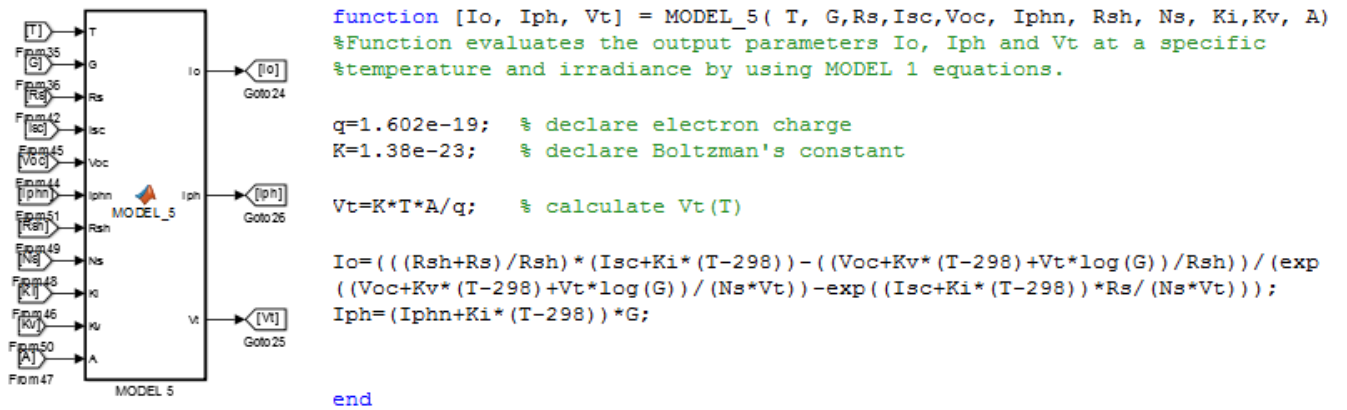 [T]
T
From35
[G]
G
From36
[Rs]
Rs
From42
[Isc]
Isc
From45
[Voc]
Voc
From44
[Iphn]
Iphn
From51
[Rsh]
Rsh
From49
[Ns]
Ns
From48
[Ki]
Ki
From46
[Kv]
Kv
From50
[A]
A
From47
MODEL_5
Io
Iph
Vt
MODEL 5
[Io]
Goto24
[Iph]
Goto26
[Vt]
Goto25
function [Io, Iph, Vt] = MODEL_5( T, G,Rs,Isc,Voc, Iphn, Rsh, Ns, Ki,Kv, A)
%Function evaluates the output parameters Io, Iph and Vt at a specific
%temperature and irradiance by using MODEL 1 equations.
q=1.602e-19; % declare electron charge
K=1.38e-23; % declare Boltzman's constant
Vt=K*T*A/q; % calculate Vt(T)
Io=(((Rsh+Rs)/Rsh)*(Isc+Ki*(T-298))-((Voc+Kv*(T-298)+Vt*log(G))/Rsh))/(exp
((Voc+Kv*(T-298)+Vt*log(G))/(Ns*Vt))-exp((Isc+Ki*(T-298))*Rs/(Ns*Vt)));
Iph=(Iphn+Ki*(T-298))*G;
end